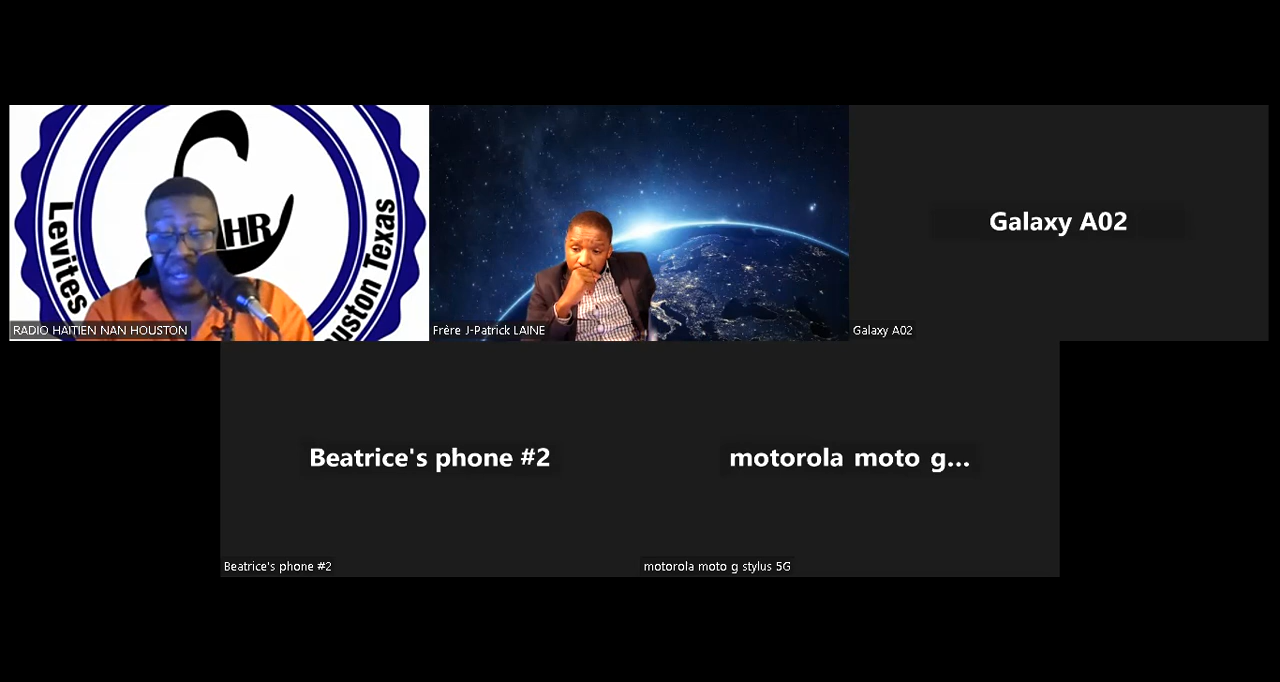 Levites
HR
uston Texas
RADIO HAITIEN NAN HOUSTON
Frère J-Patrick LAINE
Galaxy A02
Galaxy A02
Beatrice's phone #2
motorola moto g...
Beatrice's phone #2
motorola moto g stylus 5G